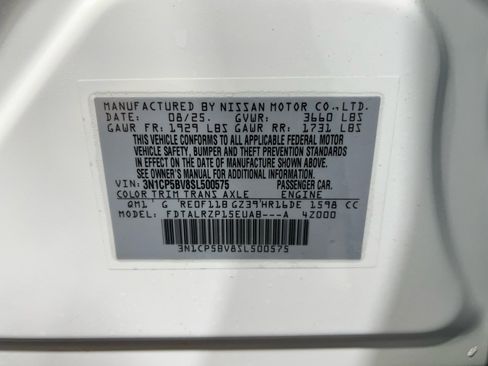 MANUFACTURED BY NISSAN MOTOR CO.,LTD.
DATE: 08/25. GVWR: 3660 LBS
GAWR FR: 1929 LBS GAWR RR: 1731 LBS
THIS VEHICLE CONFORMS TO ALL APPLICABLE FEDERAL MOTOR
VEHICLE SAFETY, BUMPER AND THEFT PREVENTION STANDARDS
IN EFFECT ON THE DATE OF MANUFACTURE SHOWN ABOVE.
SEE OWNER'S MANUAL FOR ADDITIONAL INFORMATION.
VIN: 3N1CP5BV8SL500575 PASSENGER CAR.
COLOR TRIM TRANS AXLE ENGINE
QM1 G RE0F11B GZ39 HR16DE 1598 CC
MODEL: FDTALRZP15EUAB---A 4Z000
3N1CP5BV8SL500575